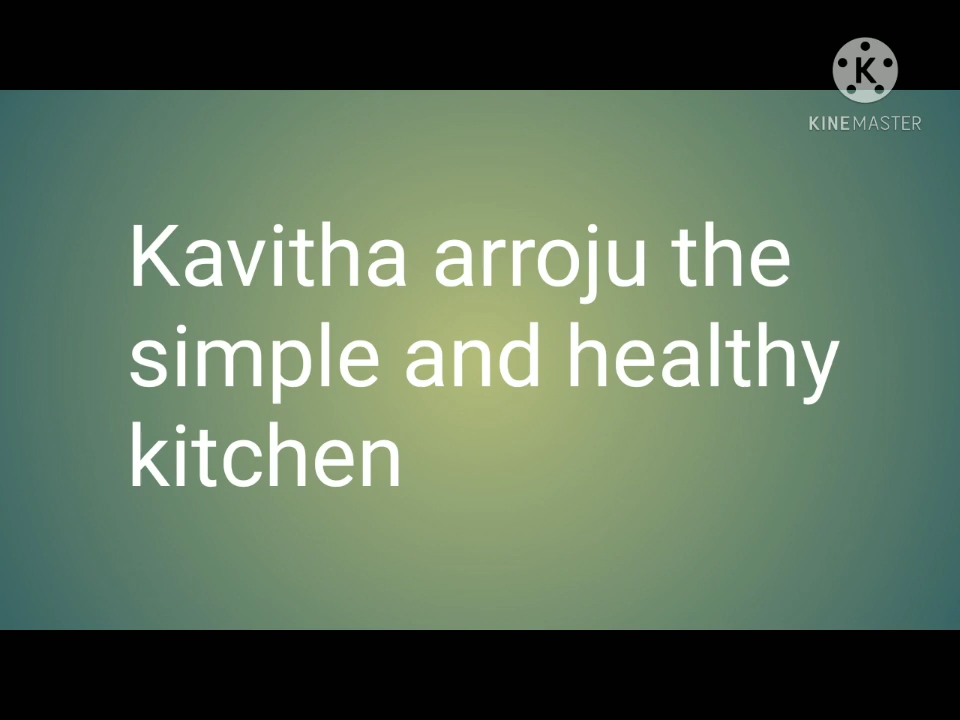 K
KINEMASTER
Kavitha arroju the
simple and healthy
kitchen